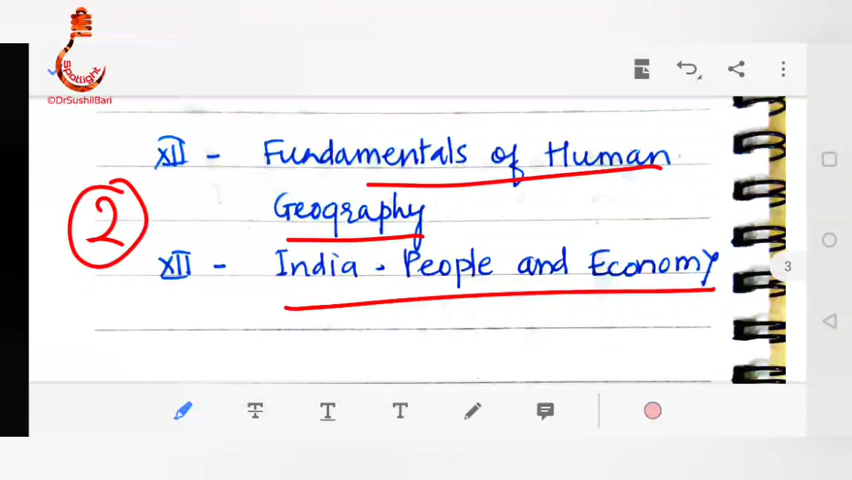 Spotlight
©DrSushilBari
XII - Fundamentals of Human
Geography
2
XII - India - People and Economy
3
T T T